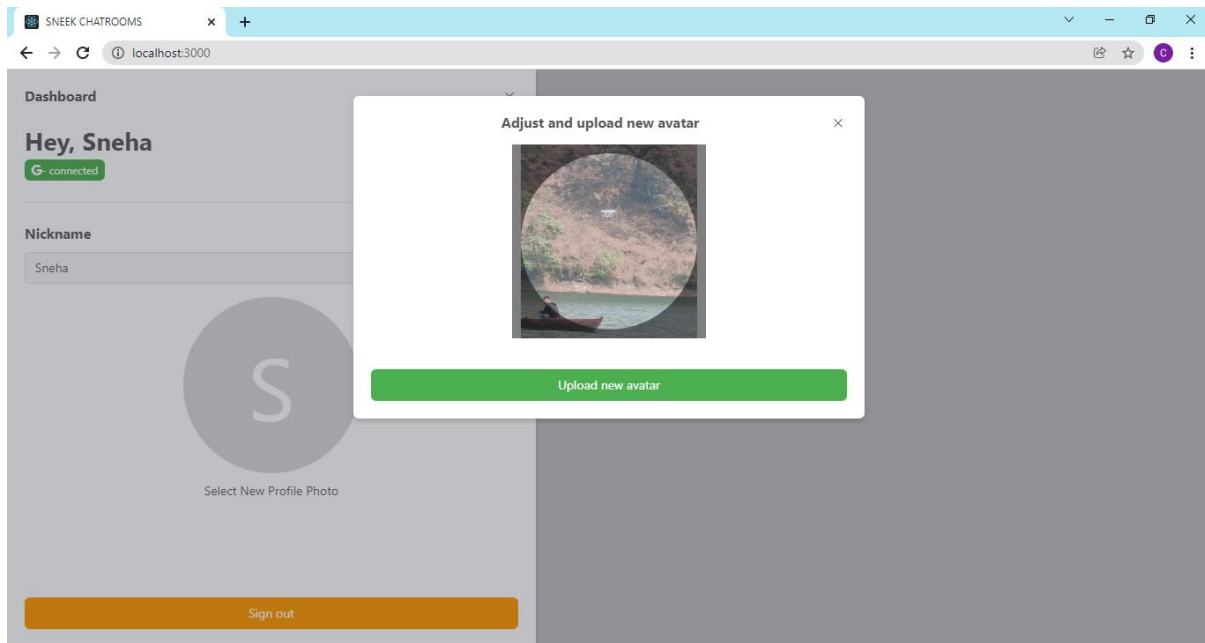 SNEEK CHATROOMS
localhost:3000
C
Dashboard
Hey, Sneha
G- connected
Nickname
Sneha
S
Select New Profile Photo
Sign out
Adjust and upload new avatar
Upload new avatar